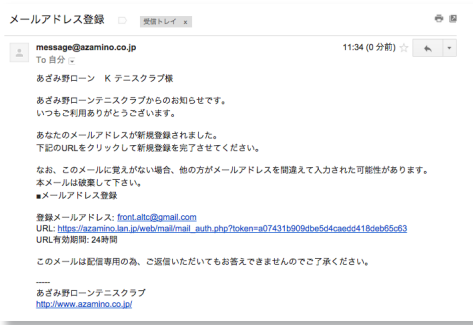 メールアドレス登録 受信トレイ x
message@azamino.co.jp 11:34 (0 分前)
To 自分
あざみ野ローン K テニスクラブ様
あざみ野ローンテニスクラブからのお知らせです。
いつもご利用ありがとうございます。
あなたのメールアドレスが新規登録されました。
下記のURLをクリックして新規登録を完了させてください。
なお、このメールに覚えがない場合、他の方がメールアドレスを間違えて入力された可能性があります。
本メールは破棄して下さい。
■メールアドレス登録
登録メールアドレス: front.altc@gmail.com
URL: https://azamino.lan.jp/web/mail/mail_auth.php?token=a07431b909dbe5d4caedd418deb65c63
URL有効期間: 24時間
このメールは配信専用の為、ご返信いただいてもお答えできませんのでご了承ください。
-----
あざみ野ローンテニスクラブ
http://www.azamino.co.jp/